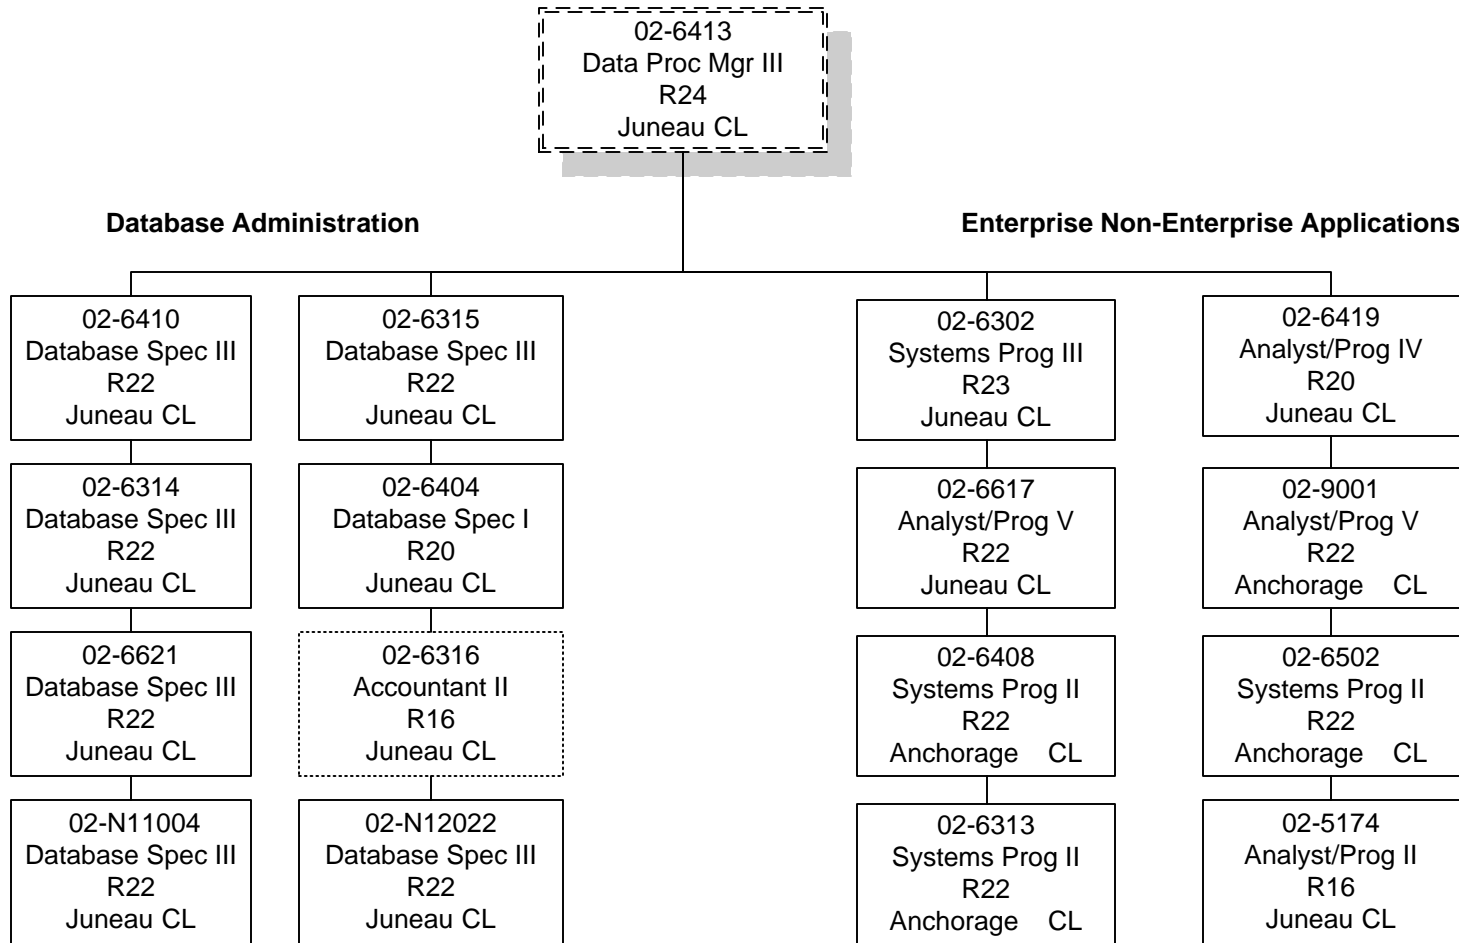 02-6413
Data Proc Mgr III
R24
Juneau CL
Database Administration
Enterprise Non-Enterprise Applications
02-6410
Database Spec III
R22
Juneau CL
02-6315
Database Spec III
R22
Juneau CL
02-6302
Systems Prog III
R23
Juneau CL
02-6419
Analyst/Prog IV
R20
Juneau CL
02-6314
Database Spec III
R22
Juneau CL
02-6404
Database Spec I
R20
Juneau CL
02-6617
Analyst/Prog V
R22
Juneau CL
02-9001
Analyst/Prog V
R22
Anchorage CL
02-6621
Database Spec III
R22
Juneau CL
02-6316
Accountant II
R16
Juneau CL
02-6408
Systems Prog II
R22
Anchorage CL
02-6502
Systems Prog II
R22
Anchorage CL
02-N11004
Database Spec III
R22
Juneau CL
02-N12022
Database Spec III
R22
Juneau CL
02-6313
Systems Prog II
R22
Anchorage CL
02-5174
Analyst/Prog II
R16
Juneau CL